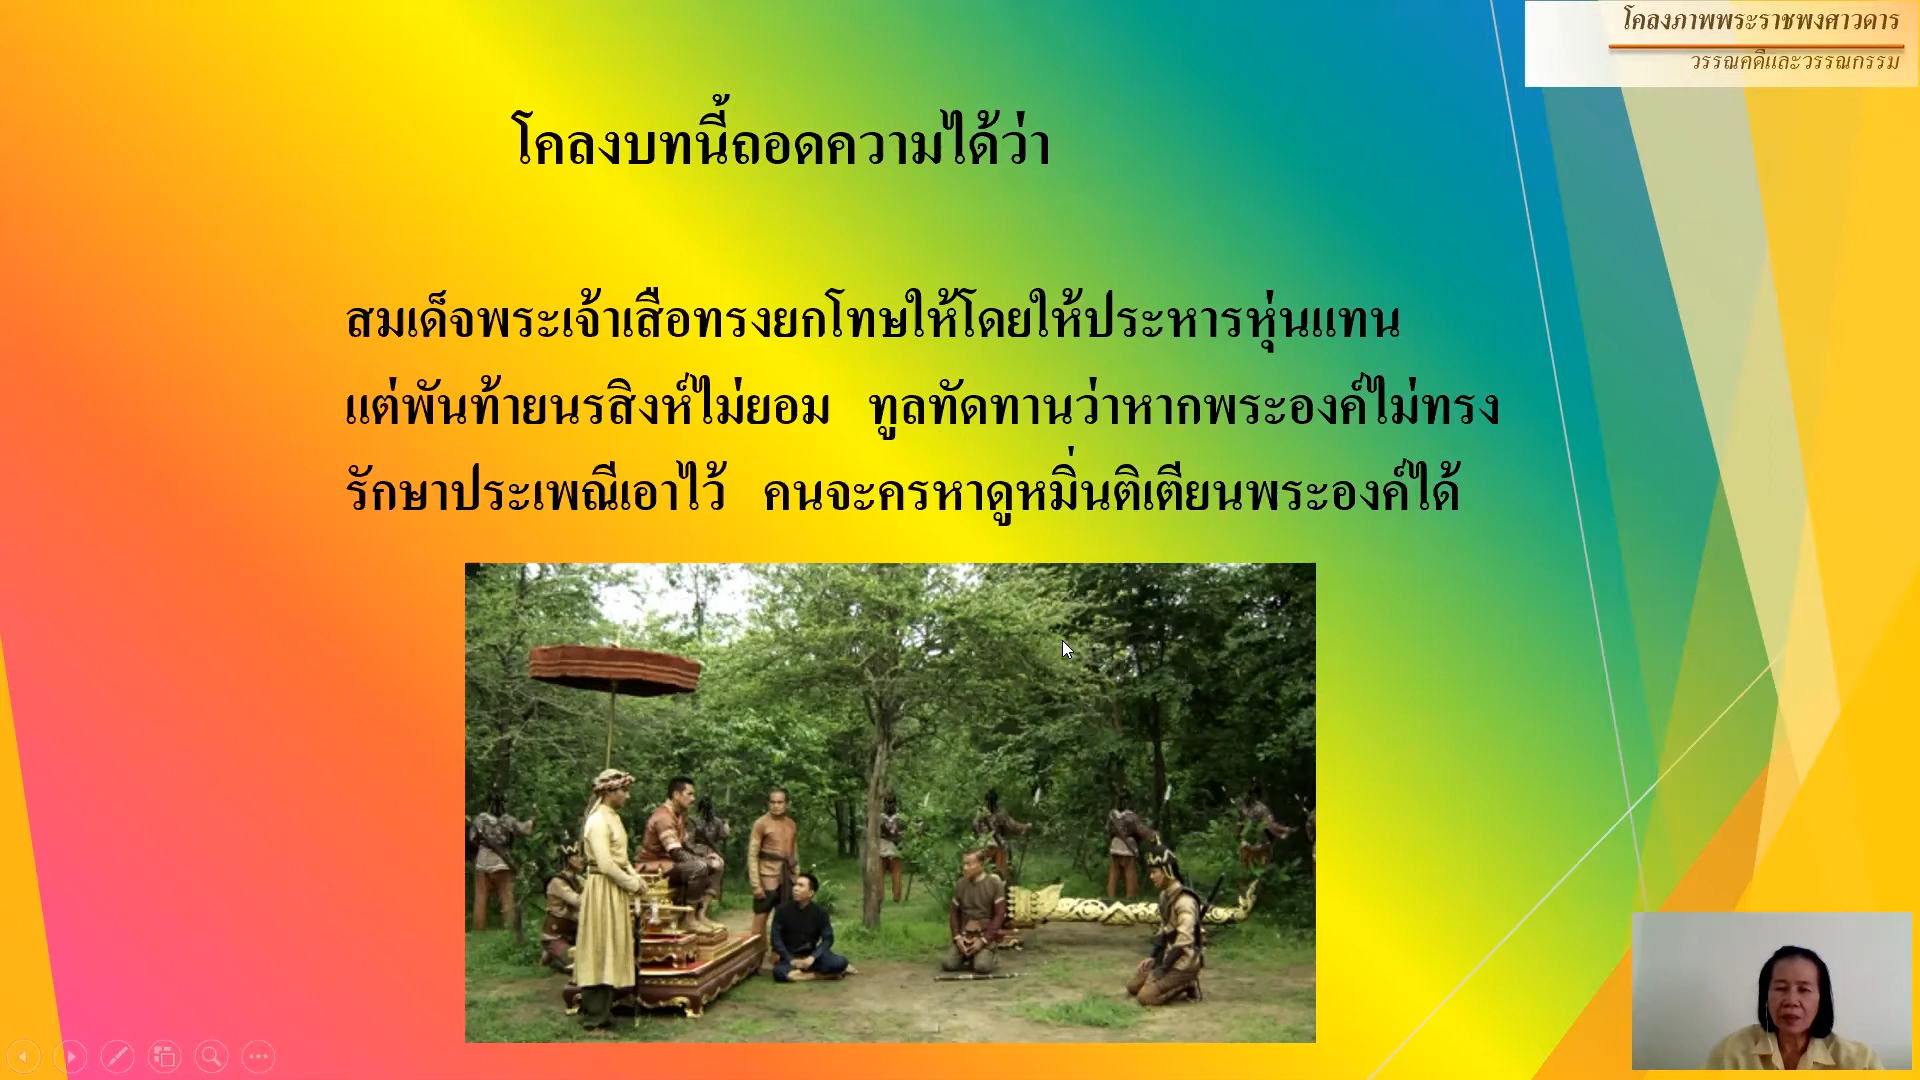 โคลงภาพพระราชพงศาวดาร
วรรณคดีและวรรณกรรม
โคลงบทนี้ถอดความได้ว่า
สมเด็จพระเจ้าเสือทรงยกโทษให้โดยให้ประหารหุ่นแทน
แต่พันท้ายนรสิงห์ไม่ยอม ทูลทัดทานว่าหากพระองค์ไม่ทรง
รักษาประเพณีเอาไว้ คนจะครหาดูหมิ่นติเตียนพระองค์ได้